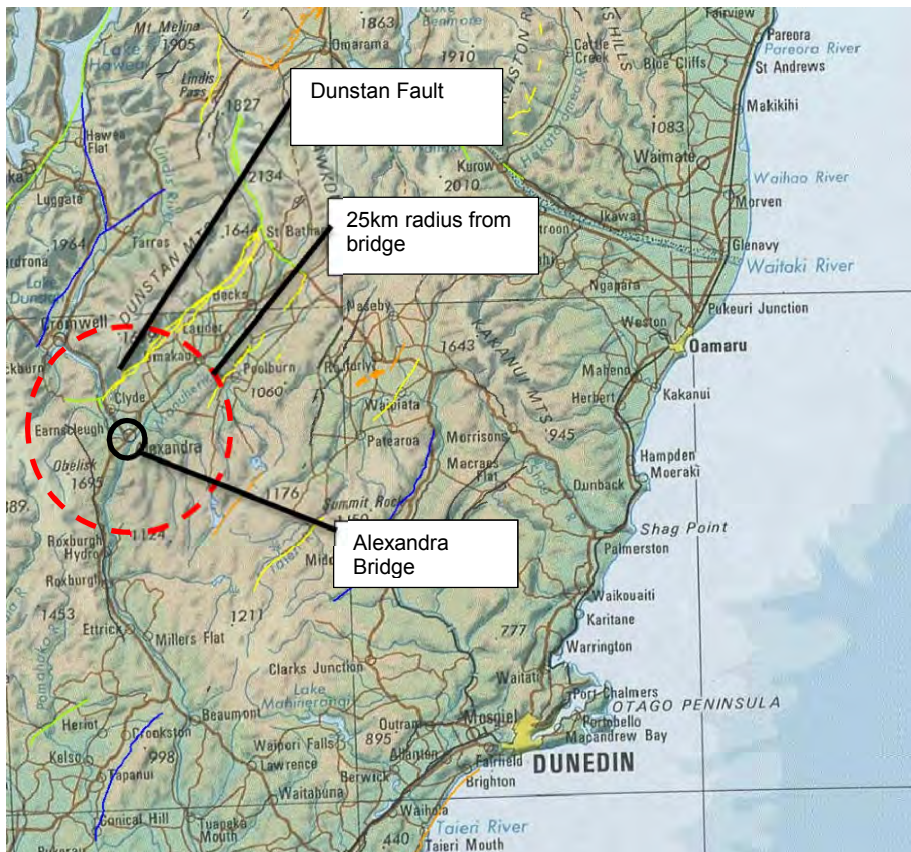 Fairview
Pareora
Pareora River
St Andrews
1863
Mt Melina
1905
Omarama
Lake
Benmore
1910
Cattle
Creek
Blue Cliffs
Lindis
Pass
Dunstan Fault
Makikihi
1827
1083
Hawea
Flat
Waimate
Kurow
2010
Waihao River
Luggate
2134
Morven
25km radius from
bridge
Ikawai
1964
Tarras
1644
St Bathans
Glenavy
Waitaki River
DUNSTAN MTS
Becks
Ngapara
Naseby
Pukeuri Junction
Cromwell
Lauder
Weston
Oamaru
1643
KAKANUI MTS
Poolburn
Maheno
1060
Herbert
Kakanui
Clyde
Waipiata
Earnscleugh
Patearoa
Morrisons
945
Alexandra
Hampden
Moeraki
Obelisk
1695
Macraes
Flat
1176
Summit Rock
Dunback
Shag Point
1124
Alexandra
Bridge
Palmerston
Roxburgh
Hydro
Roxburgh
Waikouaiti
1453
1211
Karitane
Ettrick
Millers Flat
777
Warrington
Clarks Junction
Waitati
Lake
Mahinerangi
Port Chalmers
OTAGO PENINSULA
Beaumont
Outram
Mosgiel
Portobello
Macandrew Bay
Heriot
Crookston
895
Waipori Falls
Allanton
Fairfield
DUNEDIN
Kelso
998
Lawrence
Berwick
Brighton
Tapanui
Waitahuna
Waihola
Conical Hill
Tuapeka
Mouth
440
Taieri River
Taieri Mouth